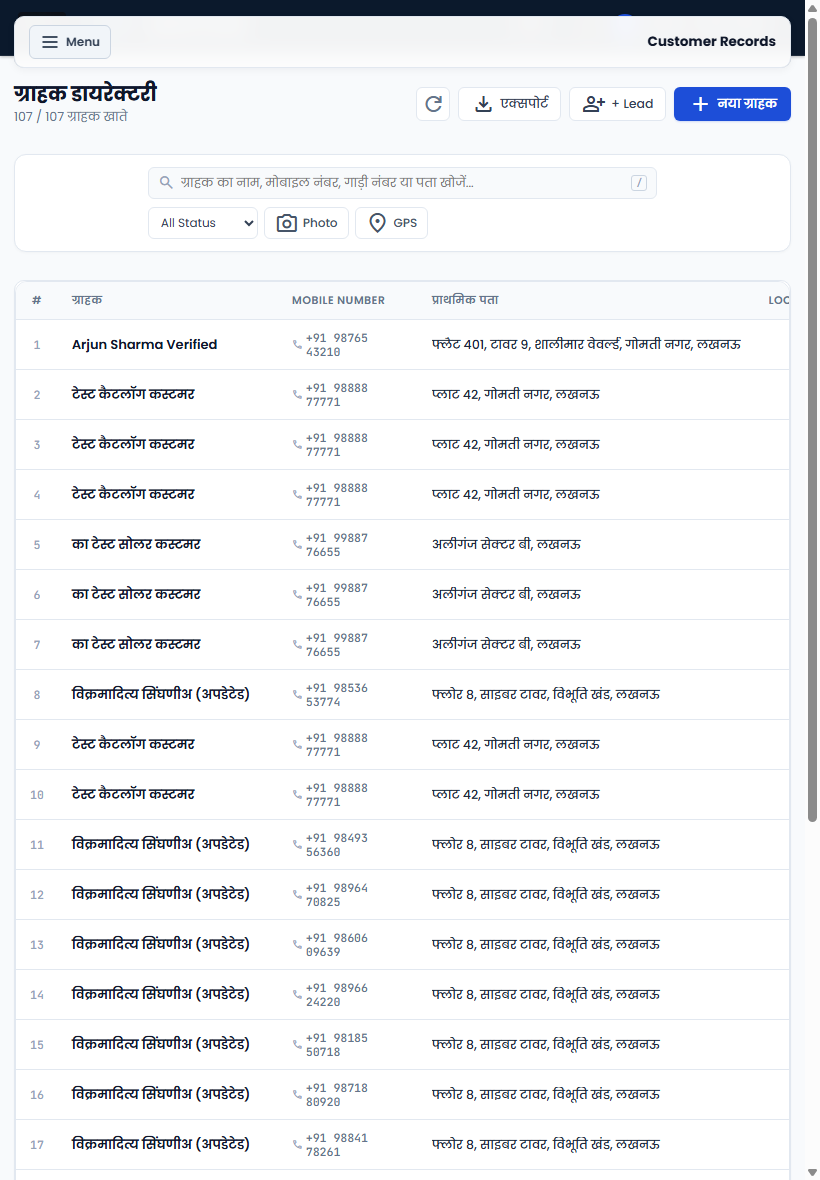 Menu
Customer Records
ग्राहक डायरेक्टरी
107 / 107 ग्राहक खाते
एक्सपोर्ट
+ Lead
नया ग्राहक
ग्राहक का नाम, मोबाइल नंबर, गाड़ी नंबर या पता खोजें...
/
All Status
Photo
GPS
# ग्राहक MOBILE NUMBER प्राथमिक पता
1 Arjun Sharma Verified +91 98765 43210 फ्लैट 401, टावर 9, शालीमार वेवर्ल्ड, गोमती नगर, लखनऊ
2 टेस्ट कैटलॉग कस्टमर +91 98888 77771 प्लाट 42, गोमती नगर, लखनऊ
3 टेस्ट कैटलॉग कस्टमर +91 98888 77771 प्लाट 42, गोमती नगर, लखनऊ
4 टेस्ट कैटलॉग कस्टमर +91 98888 77771 प्लाट 42, गोमती नगर, लखनऊ
5 का टेस्ट सोलर कस्टमर +91 99887 76655 अलीगंज सेक्टर बी, लखनऊ
6 का टेस्ट सोलर कस्टमर +91 99887 76655 अलीगंज सेक्टर बी, लखनऊ
7 का टेस्ट सोलर कस्टमर +91 99887 76655 अलीगंज सेक्टर बी, लखनऊ
8 विक्रमादित्य सिंघणीअ (अपडेटेड) +91 98536 53774 फ्लोर 8, साइबर टावर, विभूति खंड, लखनऊ
9 टेस्ट कैटलॉग कस्टमर +91 98888 77771 प्लाट 42, गोमती नगर, लखनऊ
10 टेस्ट कैटलॉग कस्टमर +91 98888 77771 प्लाट 42, गोमती नगर, लखनऊ
11 विक्रमादित्य सिंघणीअ (अपडेटेड) +91 98493 56360 फ्लोर 8, साइबर टावर, विभूति खंड, लखनऊ
12 विक्रमादित्य सिंघणीअ (अपडेटेड) +91 98964 70825 फ्लोर 8, साइबर टावर, विभूति खंड, लखनऊ
13 विक्रमादित्य सिंघणीअ (अपडेटेड) +91 98606 09639 फ्लोर 8, साइबर टावर, विभूति खंड, लखनऊ
14 विक्रमादित्य सिंघणीअ (अपडेटेड) +91 98966 24220 फ्लोर 8, साइबर टावर, विभूति खंड, लखनऊ
15 विक्रमादित्य सिंघणीअ (अपडेटेड) +91 98185 50718 फ्लोर 8, साइबर टावर, विभूति खंड, लखनऊ
16 विक्रमादित्य सिंघणीअ (अपडेटेड) +91 98718 80920 फ्लोर 8, साइबर टावर, विभूति खंड, लखनऊ
17 विक्रमादित्य सिंघणीअ (अपडेटेड) +91 98841 78261 फ्लोर 8, साइबर टावर, विभूति खंड, लखनऊ